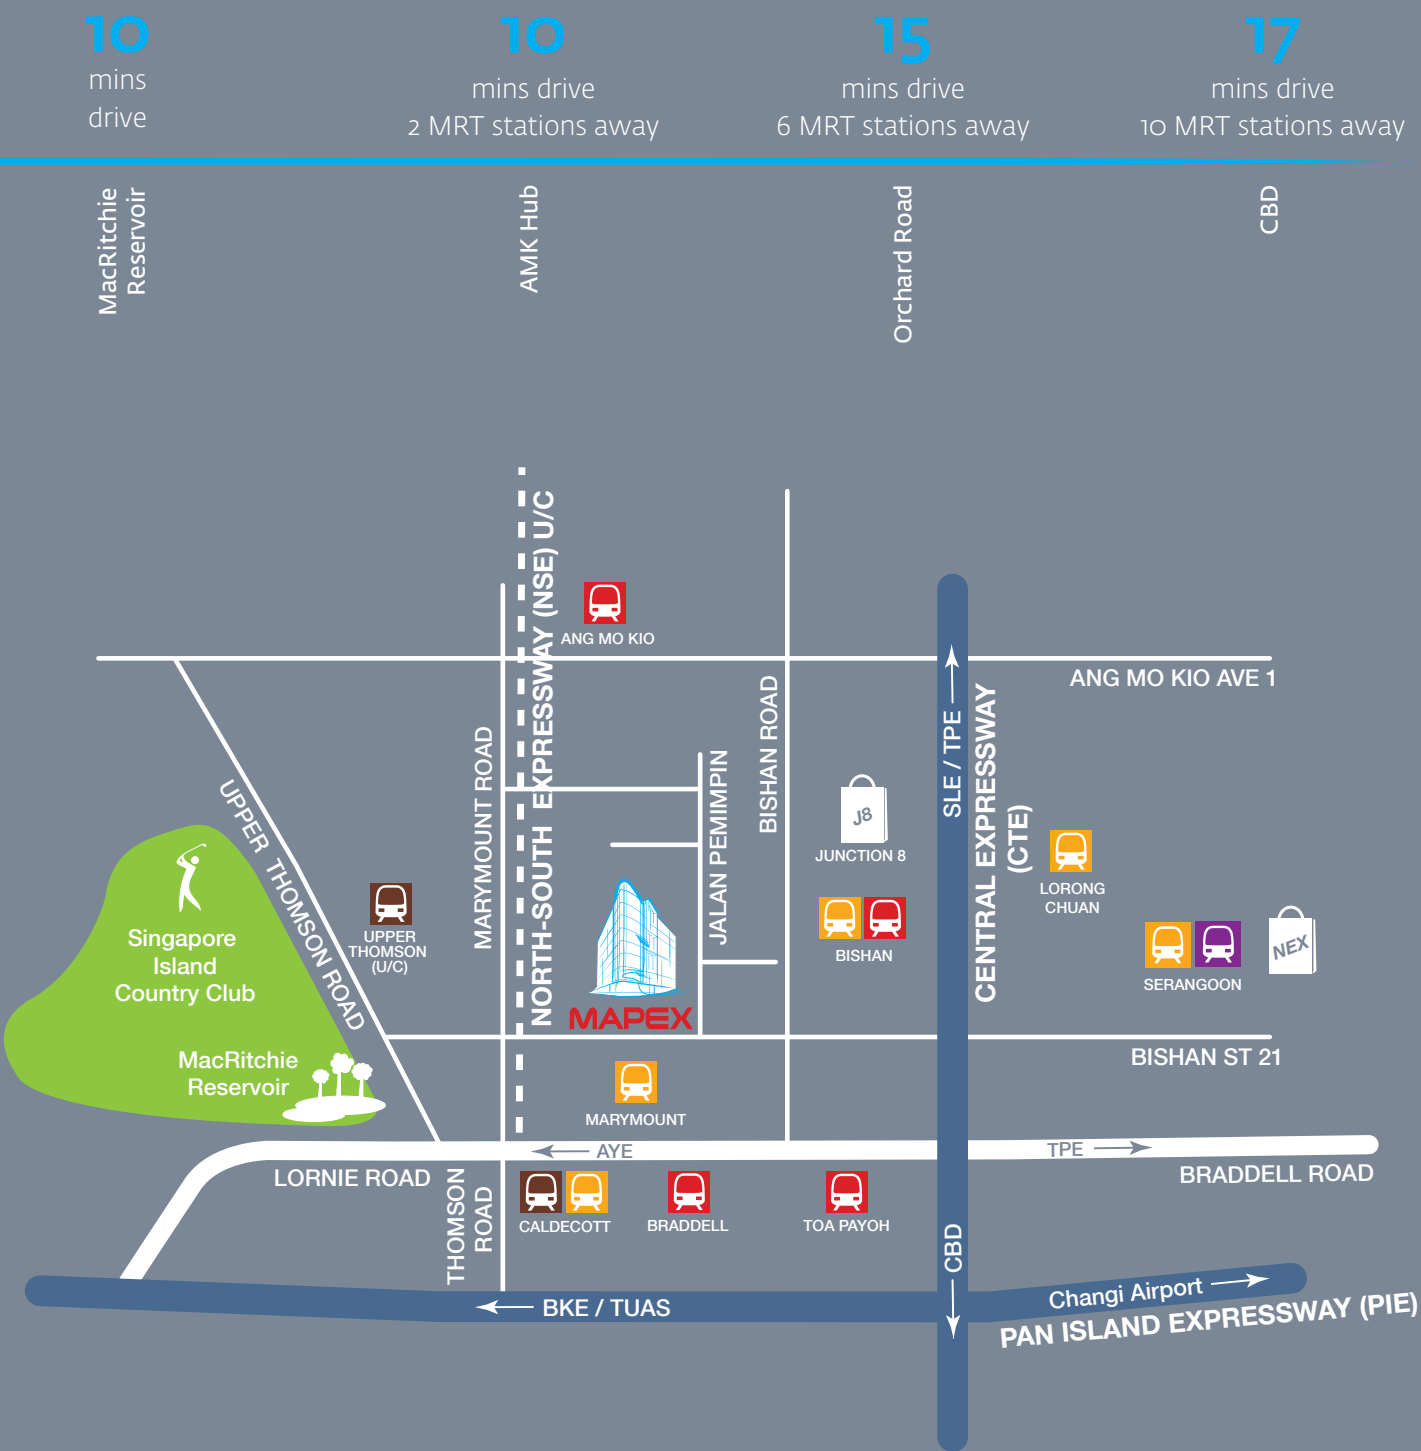 10
mins
drive
10
mins drive
2 MRT stations away
15
mins drive
6 MRT stations away
17
mins drive
10 MRT stations away
MacRitchie
Reservoir
AMK Hub
Orchard Road
CBD
NORTH-SOUTH EXPRESSWAY (NSE) U/C
ANG MO KIO
ANG MO KIO AVE 1
UPPER THOMSON ROAD
MARYMOUNT ROAD
JALAN PEMIMPIN
BISHAN ROAD
J8
JUNCTION 8
SLE / TPE
CENTRAL EXPRESSWAY
(CTE)
LORONG
CHUAN
UPPER
THOMSON
(U/C)
Singapore
Island
Country Club
BISHAN
NEX
SERANGOON
MAPEX
MacRitchie
Reservoir
BISHAN ST 21
MARYMOUNT
AYE
TPE
LORNIE ROAD
BRADDELL ROAD
THOMSON
ROAD
CALDECOTT
BRADDELL
TOA PAYOH
CBD
BKE / TUAS
Changi Airport
PAN ISLAND EXPRESSWAY (PIE)